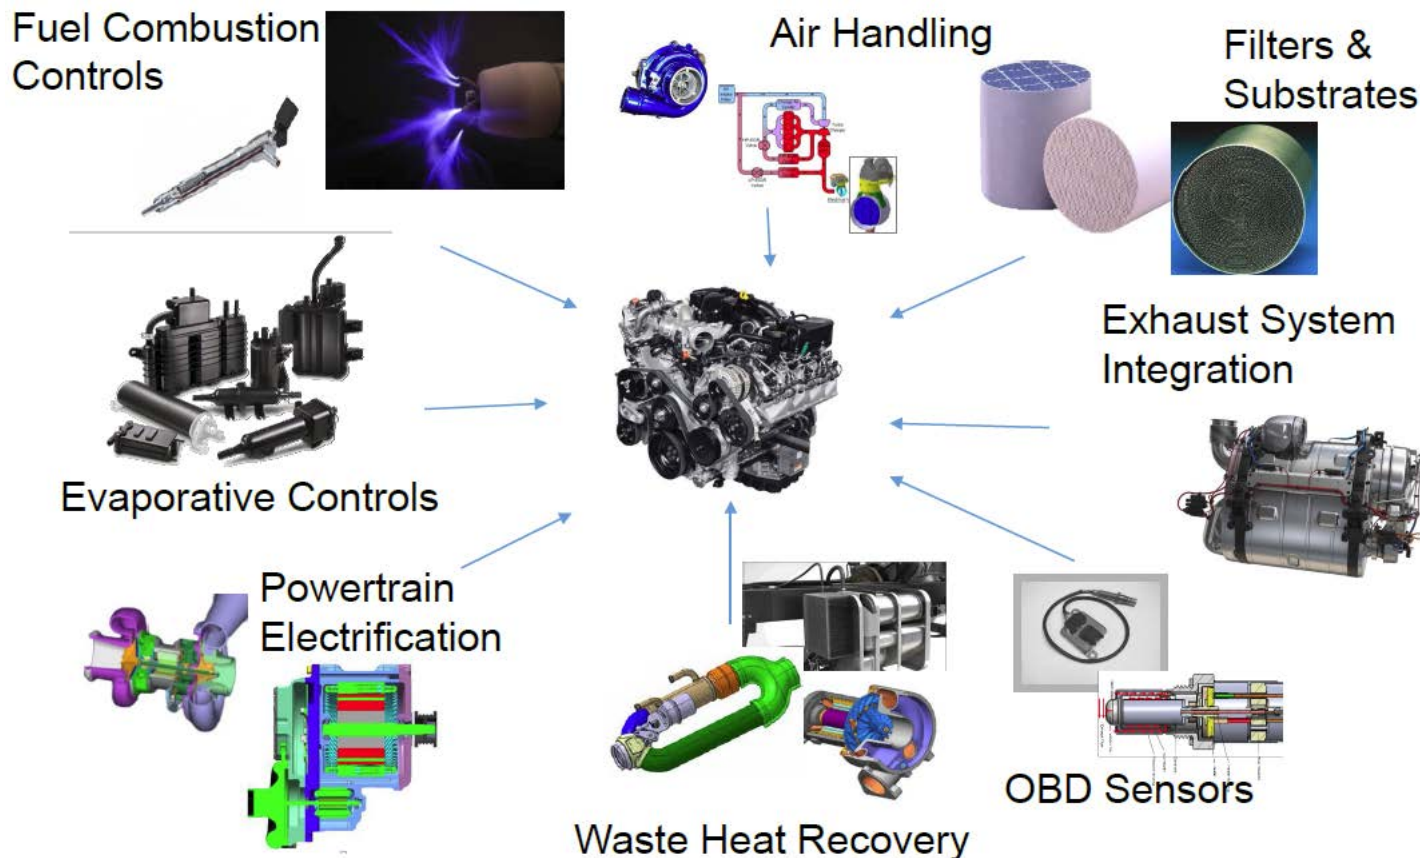 Fuel Combustion
Controls
Air Handling
Filters &
Substrates
Exhaust System
Integration
Evaporative Controls
Powertrain
Electrification
OBD Sensors
Waste Heat Recovery